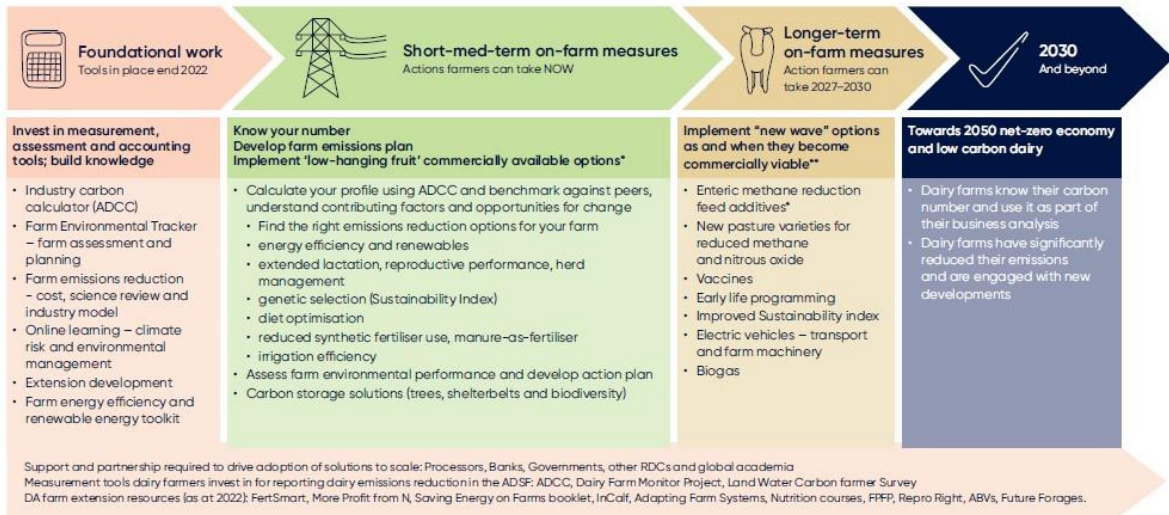 Foundational work
Tools in place end 2022
Short-med-term on-farm measures
Actions farmers can take NOW
Longer-term
on-farm measures
Action farmers can
take 2027–2030
2030
And beyond
Invest in measurement,
assessment and accounting
tools; build knowledge
• Industry carbon
calculator (ADCC)
• Farm Environmental Tracker
– farm assessment and
planning
• Farm emissions reduction
- cost, science review and
industry model
• Online learning – climate
risk and environmental
management
• Extension development
• Farm energy efficiency and
renewable energy toolkit
Know your number
Develop farm emissions plan
Implement ‘low-hanging fruit’ commercially available options*
• Calculate your profile using ADCC and benchmark against peers,
understand contributing factors and opportunities for change
• Find the right emissions reduction options for your farm
• energy efficiency and renewables
• extended lactation, reproductive performance, herd
management
• genetic selection (Sustainability Index)
• diet optimisation
• reduced synthetic fertiliser use, manure-as-fertiliser
• irrigation efficiency
• Assess farm environmental performance and develop action plan
• Carbon storage solutions (trees, shelterbelts and biodiversity)
Implement “new wave” options
as and when they become
commercially viable**
• Enteric methane reduction
feed additives*
• New pasture varieties for
reduced methane
and nitrous oxide
• Vaccines
• Early life programming
• Improved Sustainability index
• Electric vehicles – transport
and farm machinery
• Biogas
Towards 2050 net-zero economy
and low carbon dairy
• Dairy farms know their carbon
number and use it as part of
their business analysis
• Dairy farms have significantly
reduced their emissions
and are engaged with new
developments
Support and partnership required to drive adoption of solutions to scale: Processors, Banks, Governments, other RDCs and global academia
Measurement tools dairy farmers invest in for reporting dairy emissions reduction in the ADSF: ADCC, Dairy Farm Monitor Project, Land Water Carbon farmer Survey
DA farm extension resources (as at 2022): FertSmart, More Profit from N, Saving Energy on Farms booklet, InCalf, Adapting Farm Systems, Nutrition courses, FPFP, Repro Right, ABVs, Future Forages.